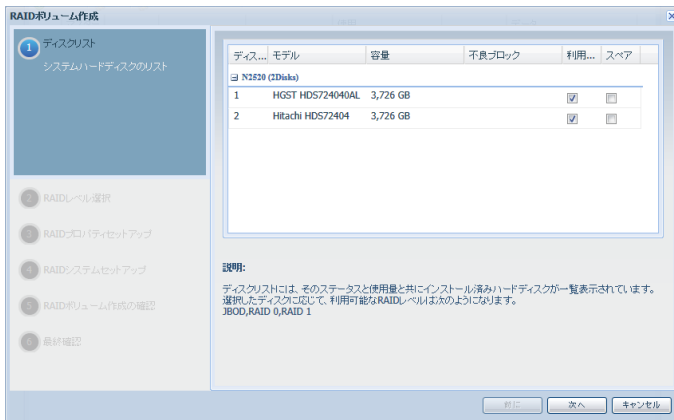 RAIDボリューム作成
1 ディスクリスト
システムハードディスクのリスト
2 RAIDレベル選択
3 RAIDプロパティセットアップ
4 RAIDシステムセットアップ
5 RAIDボリューム作成の確認
6 最終確認
ディス... モデル 容量 不良ブロック 利用... スペア
N2520 (2Disks)
1 HGST HDS724040AL 3,726 GB
2 Hitachi HDS72404 3,726 GB
説明:
ディスクリストには、そのステータスと使用量と共にインストール済みハードディスクが一覧表示されています。
選択したディスクに応じて、利用可能なRAIDレベルは次のようになります。
JBOD,RAID 0,RAID 1
前に 次へ キャンセル